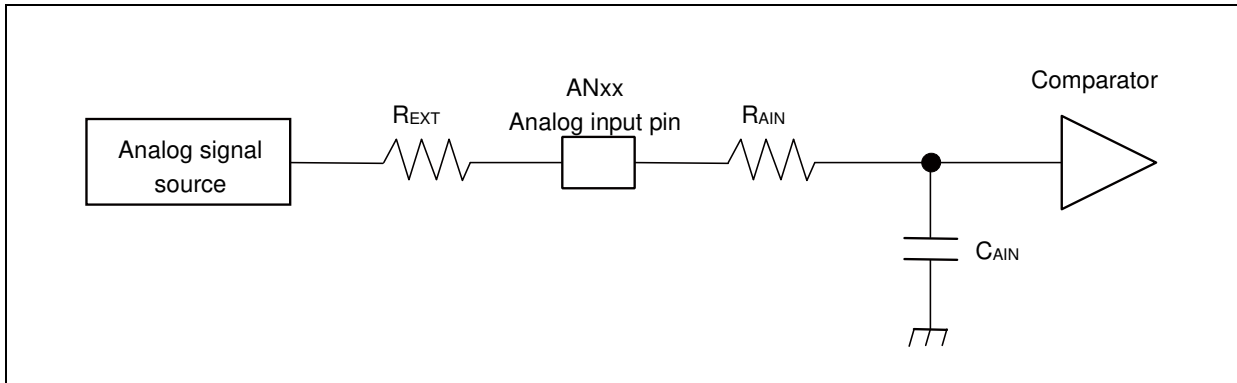 Comparator
ANxx
Analog input pin
REXT
RAIN
Analog signal
source
CAIN